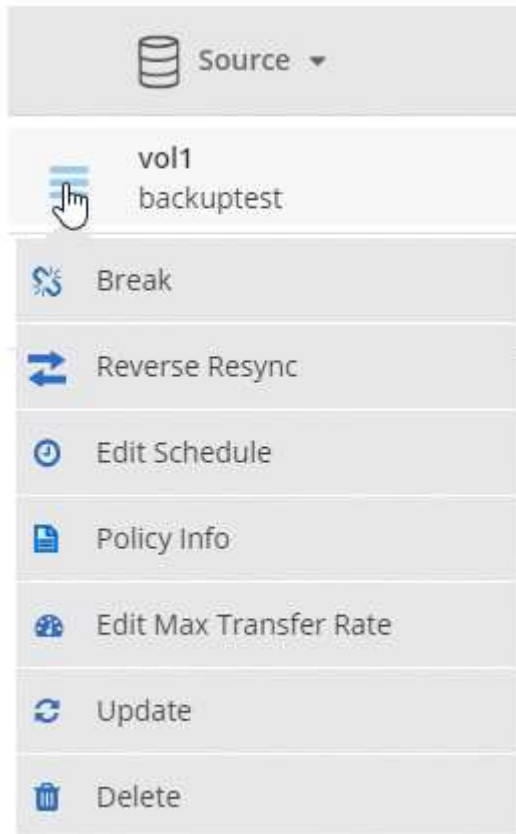 Source
vol1
backuptest
Break
Reverse Resync
Edit Schedule
Policy Info
Edit Max Transfer Rate
Update
Delete